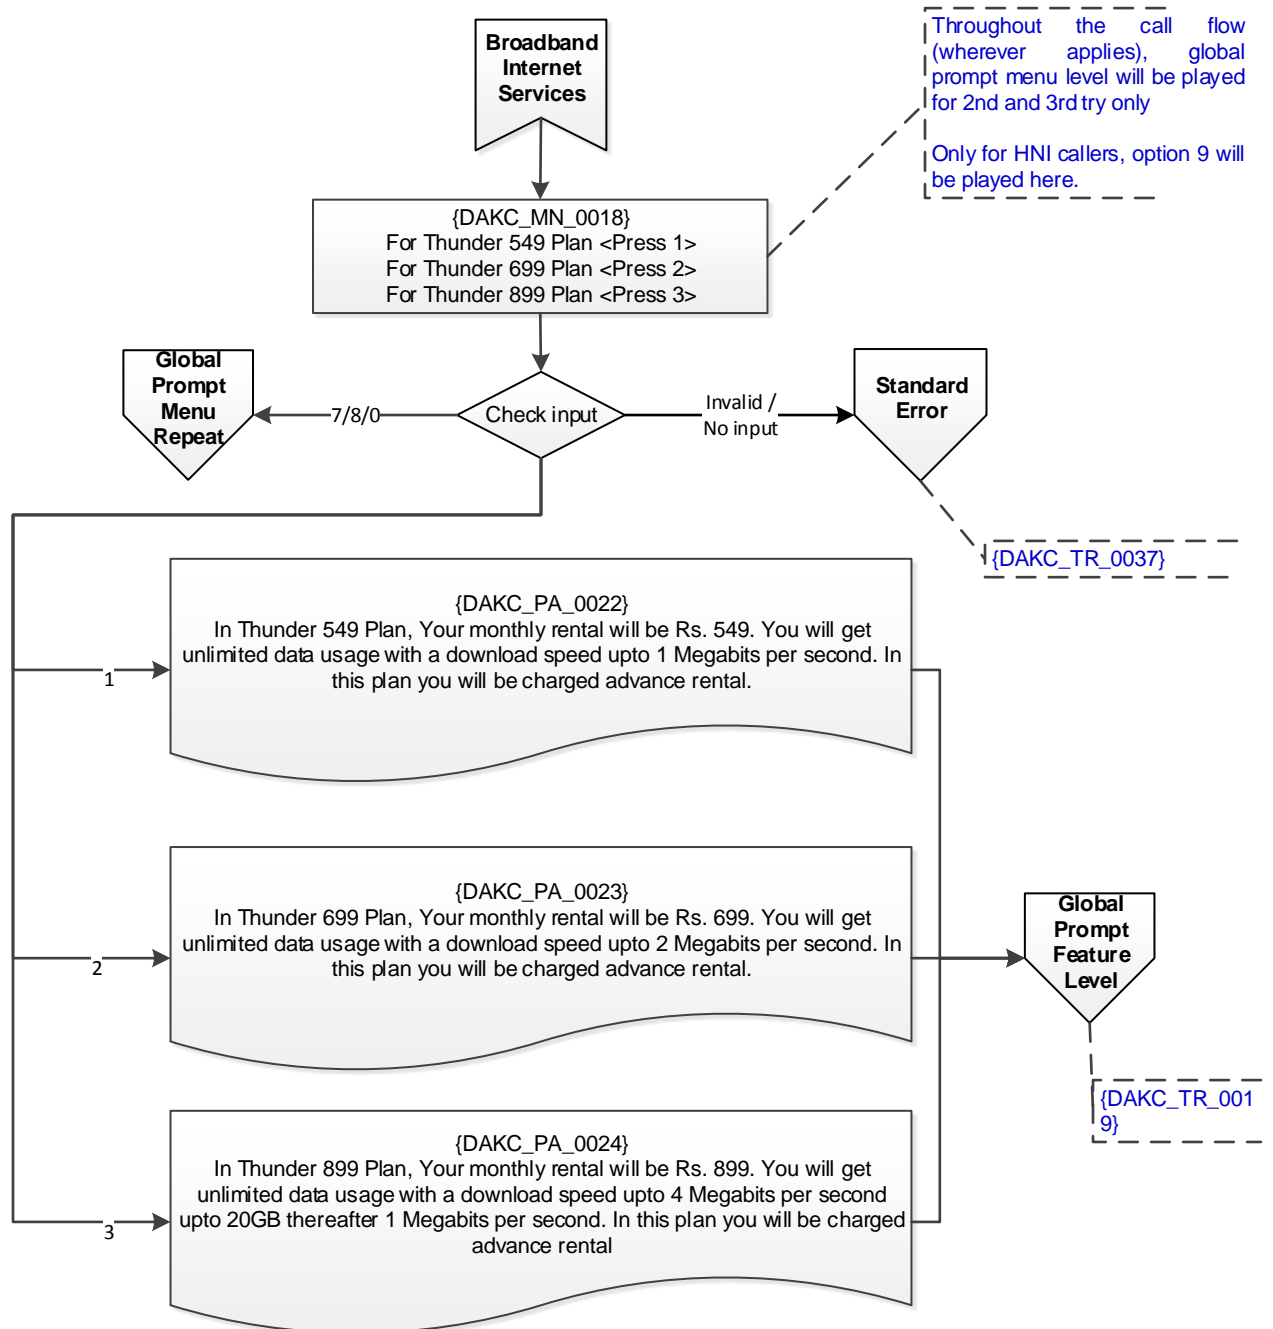 Broadband
Internet
Services
Throughout the call flow
(wherever applies), global
prompt menu level will be played
for 2nd and 3rd try only
Only for HNI callers, option 9 will
be played here.
{DAKC_MN_0018}
For Thunder 549 Plan <Press 1>
For Thunder 699 Plan <Press 2>
For Thunder 899 Plan <Press 3>
Global
Prompt
Menu
Repeat
7/8/0
Check input
Invalid /
No input
Standard
Error
{DAKC_TR_0037}
1
{DAKC_PA_0022}
In Thunder 549 Plan, Your monthly rental will be Rs. 549. You will get
unlimited data usage with a download speed upto 1 Megabits per second. In
this plan you will be charged advance rental.
2
{DAKC_PA_0023}
In Thunder 699 Plan, Your monthly rental will be Rs. 699. You will get
unlimited data usage with a download speed upto 2 Megabits per second. In
this plan you will be charged advance rental.
Global
Prompt
Feature
Level
{DAKC_TR_001
9}
3
{DAKC_PA_0024}
In Thunder 899 Plan, Your monthly rental will be Rs. 899. You will get
unlimited data usage with a download speed upto 4 Megabits per second
upto 20GB thereafter 1 Megabits per second. In this plan you will be charged
advance rental